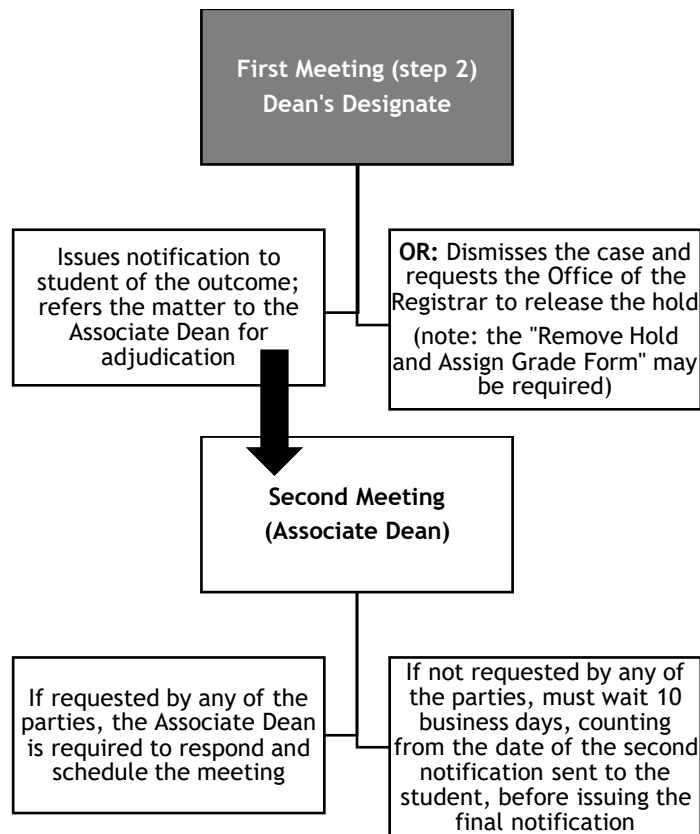 First Meeting (step 2)
Dean's Designate
Issues notification to
student of the outcome;
refers the matter to the
Associate Dean for
adjudication
OR: Dismisses the case and
requests the Office of the
Registrar to release the hold
(note: the "Remove Hold
and Assign Grade Form" may
be required)
Second Meeting
(Associate Dean)
If requested by any of the
parties, the Associate Dean
is required to respond and
schedule the meeting
If not requested by any of
the parties, must wait 10
business days, counting
from the date of the second
notification sent to the
student, before issuing the
final notification